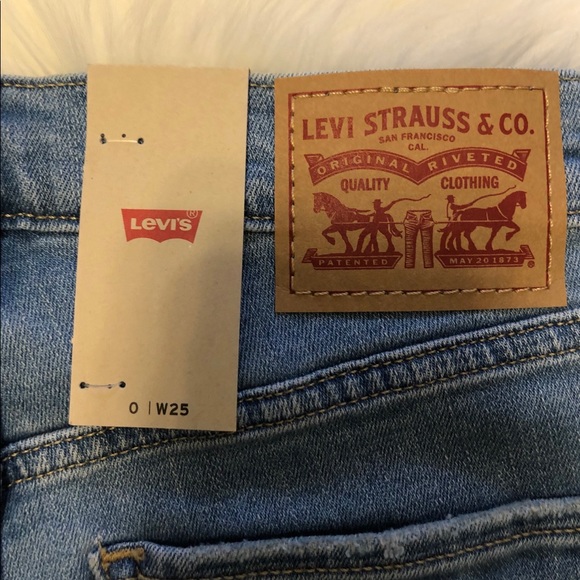 LEVI'S®
0 | W25
LEVI STRAUSS & CO.
SAN FRANCISCO
CAL.
ORIGINAL RIVETED
QUALITY CLOTHING
PATENTED MAY 20 1873
®